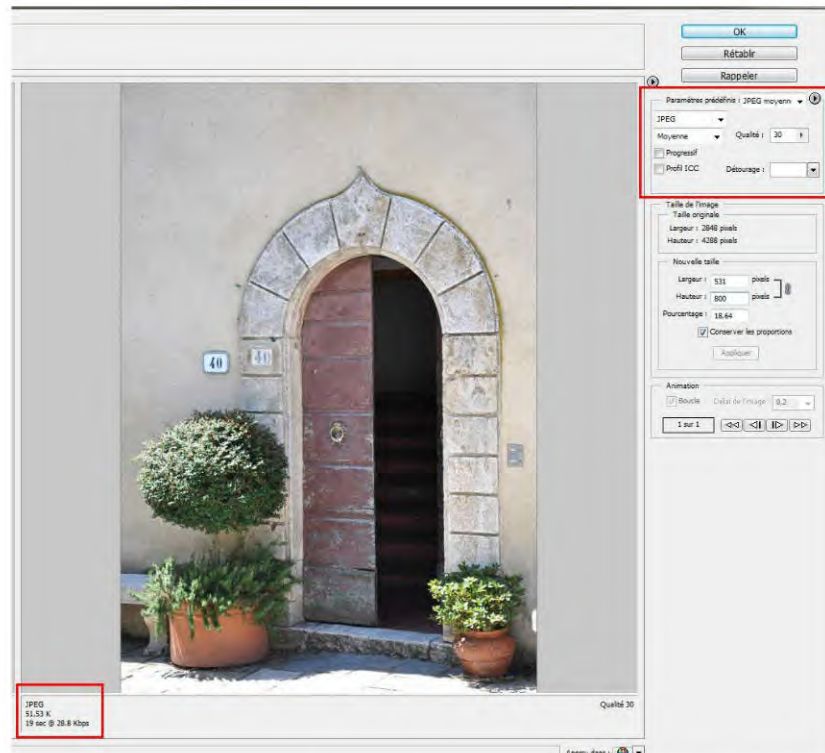 OK
Rétablir
Rappeler
Paramètres prédéfinis : JPEG moyenn
JPEG
Moyenne Qualité : 30
Progressif
Profil ICC Détourage :
Taille de l'image
Taille originale
Largeur : 2848 pixels
Hauteur : 4288 pixels
Nouvelle taille
Largeur : 531 pixels
Hauteur : 800 pixels
Pourcentage : 18,64
Conserver les proportions
Appliquer
Animation
Boucle Délai de l'image : 0,2
1 sur 1
40 40
JPEG
51,53 K
19 sec @ 28.8 Kbps
Qualité 30